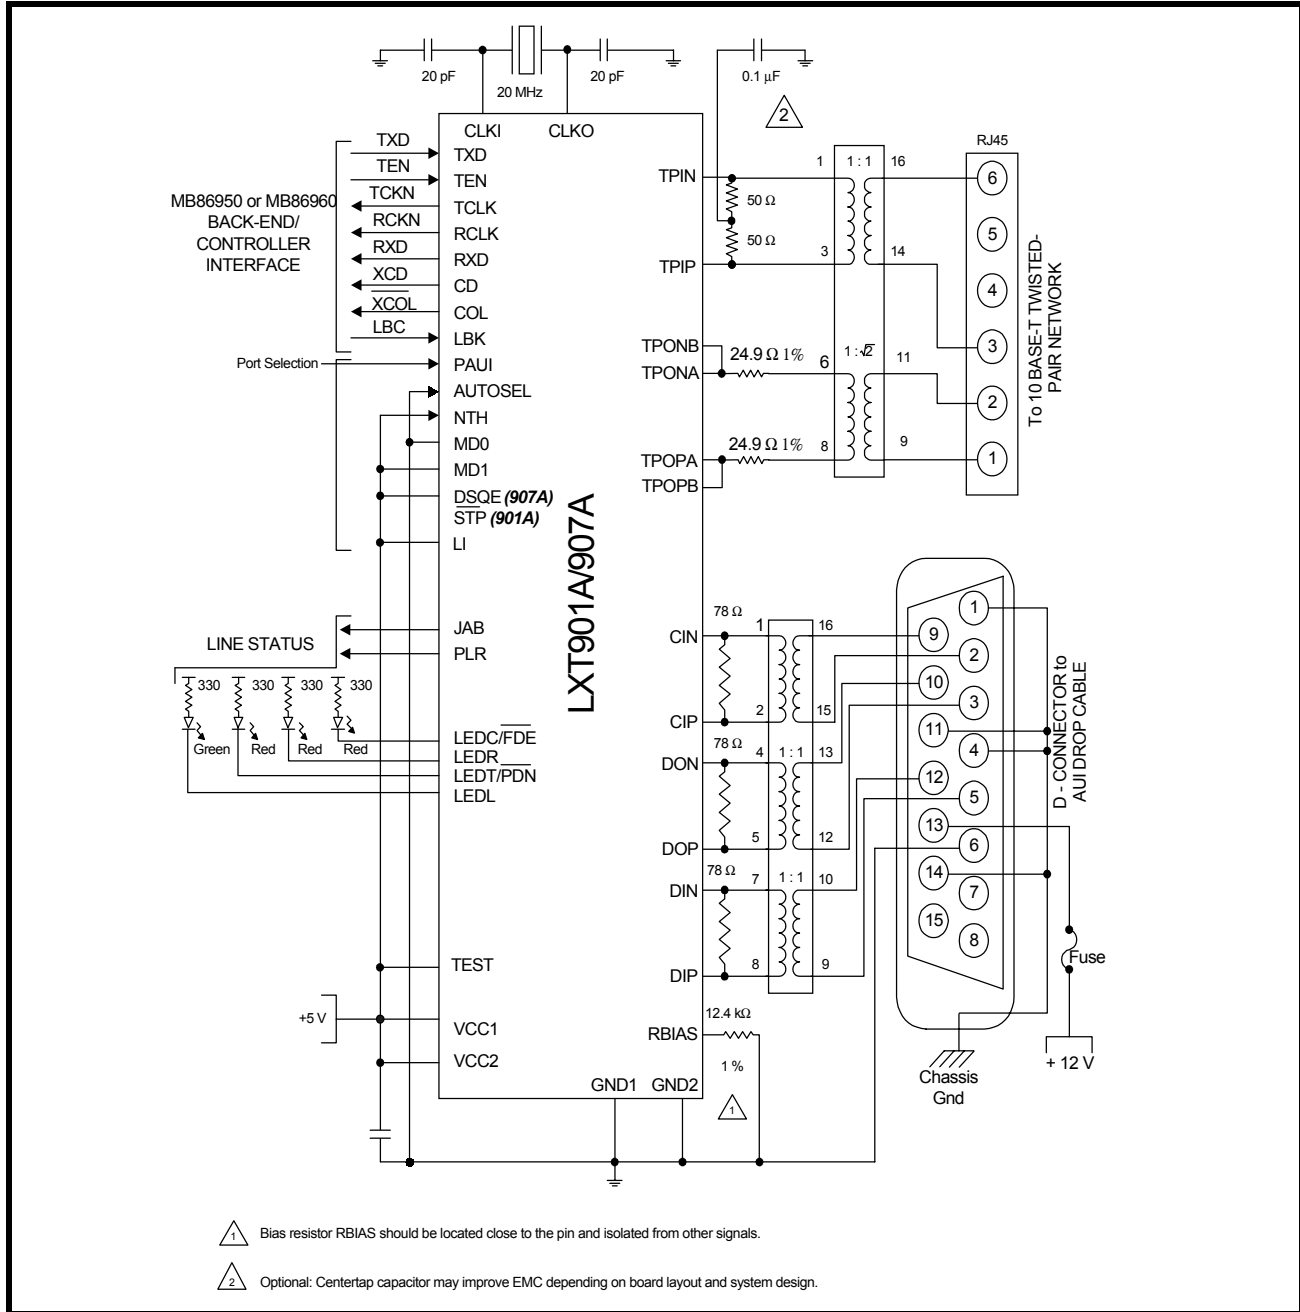 20 pF
20 MHz
20 pF
0.1 μF
2
CLKI
CLKO
MB86950 or MB86960
BACK-END/
CONTROLLER
INTERFACE
TXD
TEN
TCKN
RCKN
RXD
XCD
XCOL
LBC
Port Selection
TXD
TEN
TCLK
RCLK
RXD
CD
COL
LBK
PAUI
AUTOSEL
NTH
MD0
MD1
DSQE (907A)
STP (901A)
LI
LINE STATUS
JAB
PLR
330
330
330
330
Green
Red
Red
Red
LEDC/FDE
LEDR
LEDT/PDN
LEDL
TEST
+5 V
VCC1
VCC2
LXT901A/907A
GND1
GND2
TPIN
TPIP
50 Ω
50 Ω
1
1 : 1
16
3
14
TPONB
TPONA
24.9 Ω 1%
6
1 : √2
11
TPOPA
TPOPB
24.9 Ω 1%
8
9
RJ45
6
5
4
3
2
1
To 10 BASE-T TWISTED-
PAIR NETWORK
CIN
78 Ω
1
16
CIP
2
15
DON
78 Ω
4
1 : 1
13
DOP
5
12
DIN
78 Ω
7
1 : 1
10
DIP
8
9
RBIAS
12.4 kΩ
1 %
1
1
9
2
10
3
11
4
12
5
13
6
14
7
15
8
D - CONNECTOR to
AUI DROP CABLE
Fuse
+ 12 V
Chassis
Gnd
1 Bias resistor RBIAS should be located close to the pin and isolated from other signals.
2 Optional: Centertap capacitor may improve EMC depending on board layout and system design.